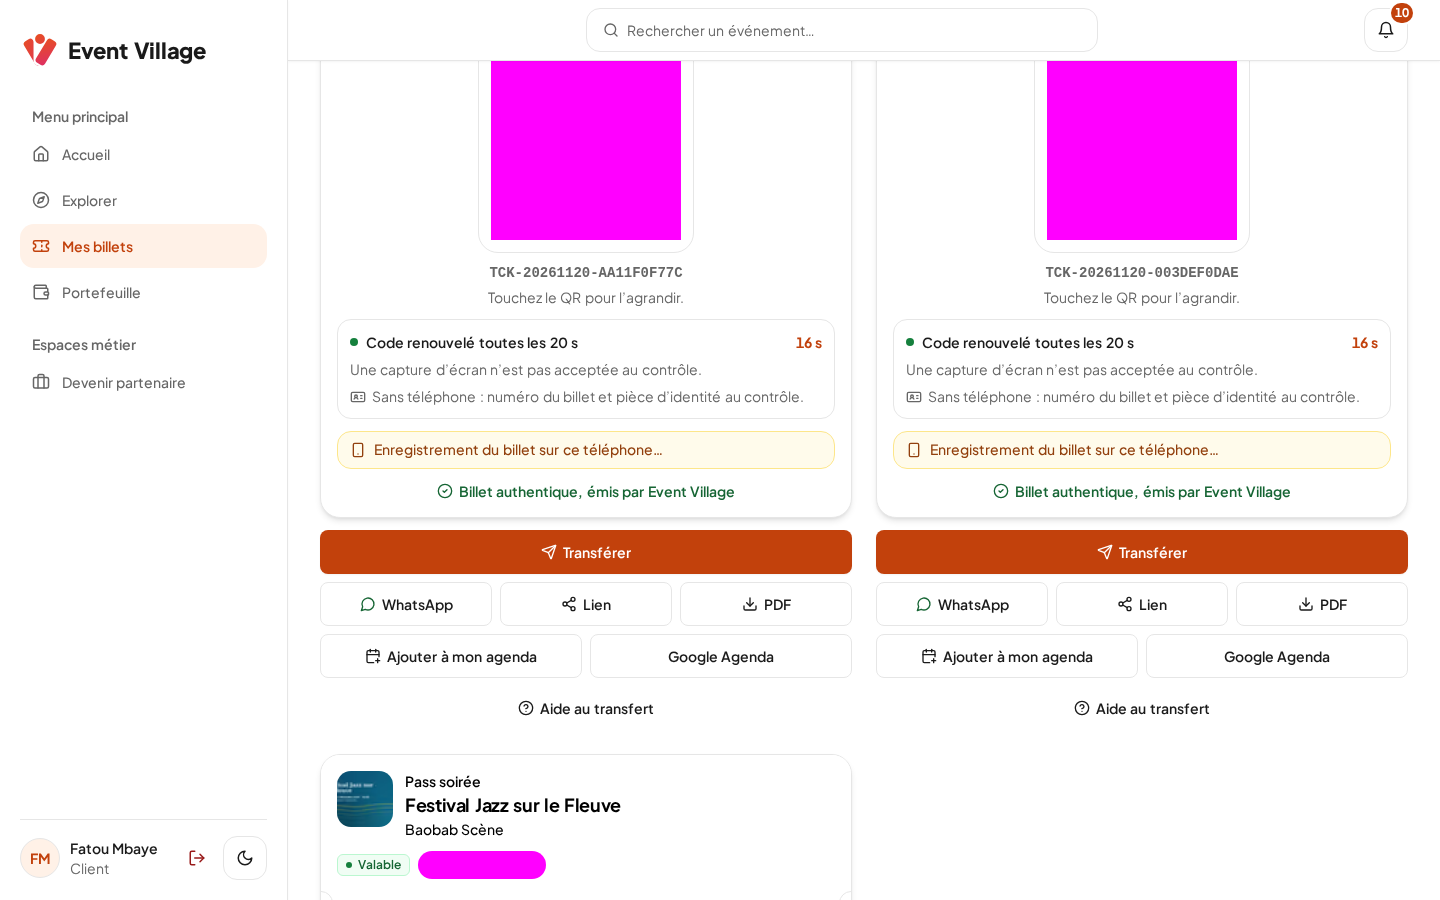 Event Village
Rechercher un événement…
10
Menu principal
Accueil
Explorer
Mes billets
Portefeuille
Espaces métier
Devenir partenaire
FM
Fatou Mbaye
Client
TCK-20261120-AA11F0F77C
Touchez le QR pour l'agrandir.
Code renouvelé toutes les 20 s
16 s
Une capture d'écran n'est pas acceptée au contrôle.
Sans téléphone : numéro du billet et pièce d'identité au contrôle.
Enregistrement du billet sur ce téléphone…
Billet authentique, émis par Event Village
Transférer
WhatsApp
Lien
PDF
Ajouter à mon agenda
Google Agenda
Aide au transfert
TCK-20261120-003DEF0DAE
Touchez le QR pour l'agrandir.
Code renouvelé toutes les 20 s
16 s
Une capture d'écran n'est pas acceptée au contrôle.
Sans téléphone : numéro du billet et pièce d'identité au contrôle.
Enregistrement du billet sur ce téléphone…
Billet authentique, émis par Event Village
Transférer
WhatsApp
Lien
PDF
Ajouter à mon agenda
Google Agenda
Aide au transfert
Pass soirée
Festival Jazz sur le Fleuve
Baobab Scène
Valable